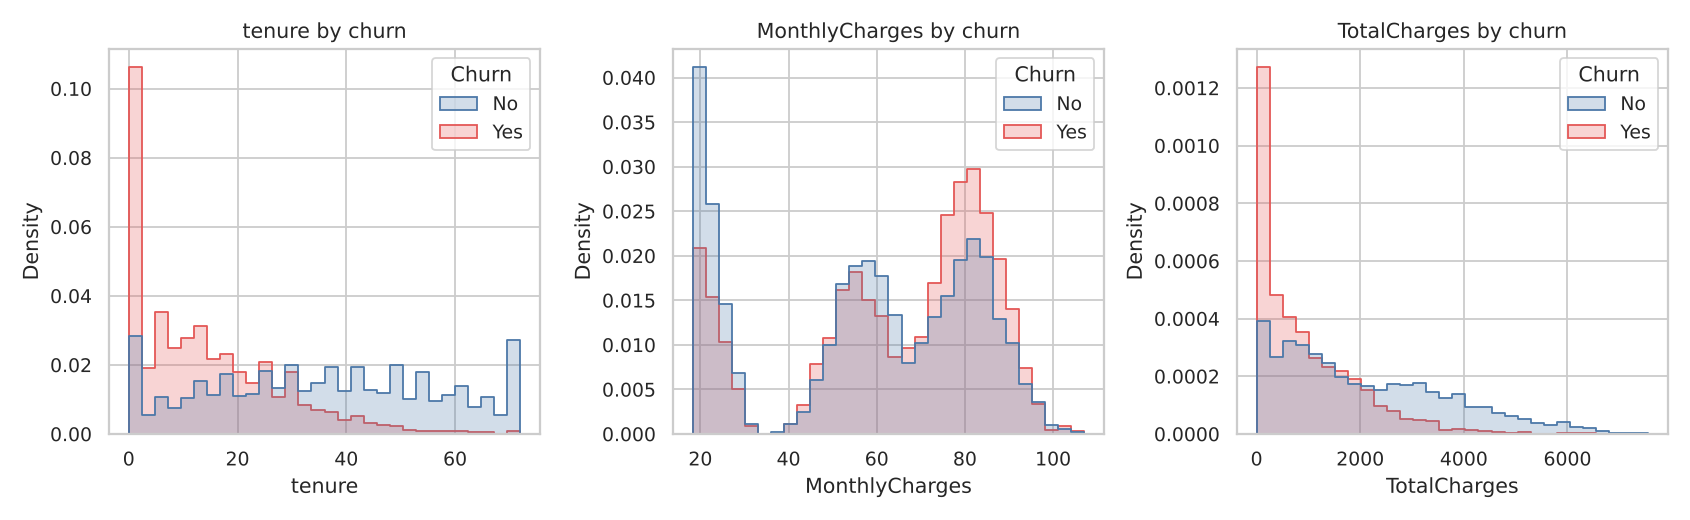 tenure by churn
0.10
0.08
0.06
0.04
0.02
0.00
Density
0 20 40 60
tenure
Churn
No
Yes
MonthlyCharges by churn
0.040
0.035
0.030
0.025
0.020
0.015
0.010
0.005
0.000
Density
20 40 60 80 100
MonthlyCharges
Churn
No
Yes
TotalCharges by churn
0.0012
0.0010
0.0008
0.0006
0.0004
0.0002
0.0000
Density
0 2000 4000 6000
TotalCharges
Churn
No
Yes